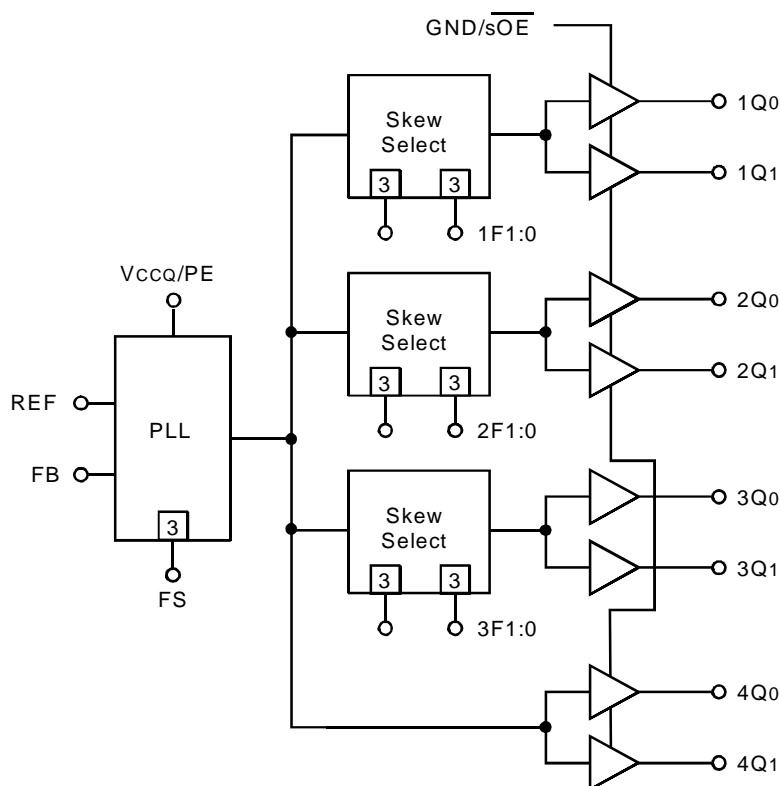 GND/sOE
Skew
Select
3 3
1F1:0
1Q0
1Q1
VCCQ/PE
Skew
Select
3 3
2F1:0
2Q0
2Q1
REF
FB
PLL
3
FS
Skew
Select
3 3
3F1:0
3Q0
3Q1
4Q0
4Q1